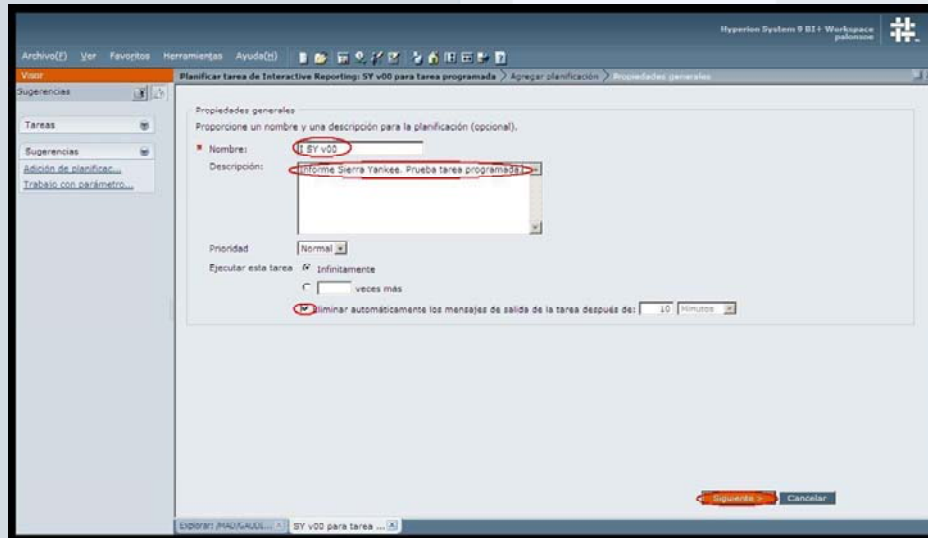 Hyperion System 9 BI+ Workspace
palonsoe
Archivo(F) Ver Favoritos Herramientas Ayuda(H)
Visor
Planificar tarea de Interactive Reporting: SY v00 para tarea programada > Agregar planificación > Propiedades generales
Sugerencias
Tareas
Sugerencias
Adición de planificac...
Trabajo con parámetro...
Propiedades generales
Proporcione un nombre y una descripción para la planificación (opcional).
Nombre: I SY v00
Descripción: Informe Sierra Yankee. Prueba tarea programada.
Prioridad Normal
Ejecutar esta tarea Infinitamente
veces más
Eliminar automáticamente los mensajes de salida de la tarea después de: 10 Minutos
Siguiente > Cancelar
SY v00 para tarea ...